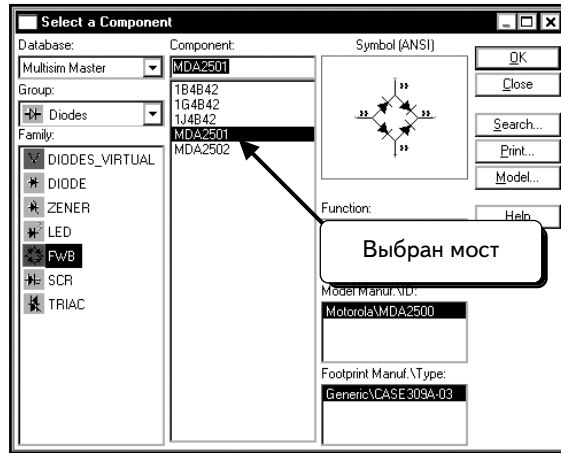 Select a Component
Database:
Multisim Master
Group:
Diodes
Family:
DIODES_VIRTUAL
DIODE
ZENER
LED
FWB
SCR
TRIAC
Component:
MDA2501
1B4B42
1G4B42
1J4B42
MDA2501
MDA2502
Symbol (ANSI)
Function:
Выбран мост
Model Manuf.\ID:
Motorola\MDA2500
Footprint Manuf.\Type:
Generic\CASE309A-03
OK
Close
Search...
Print...
Model...
Help